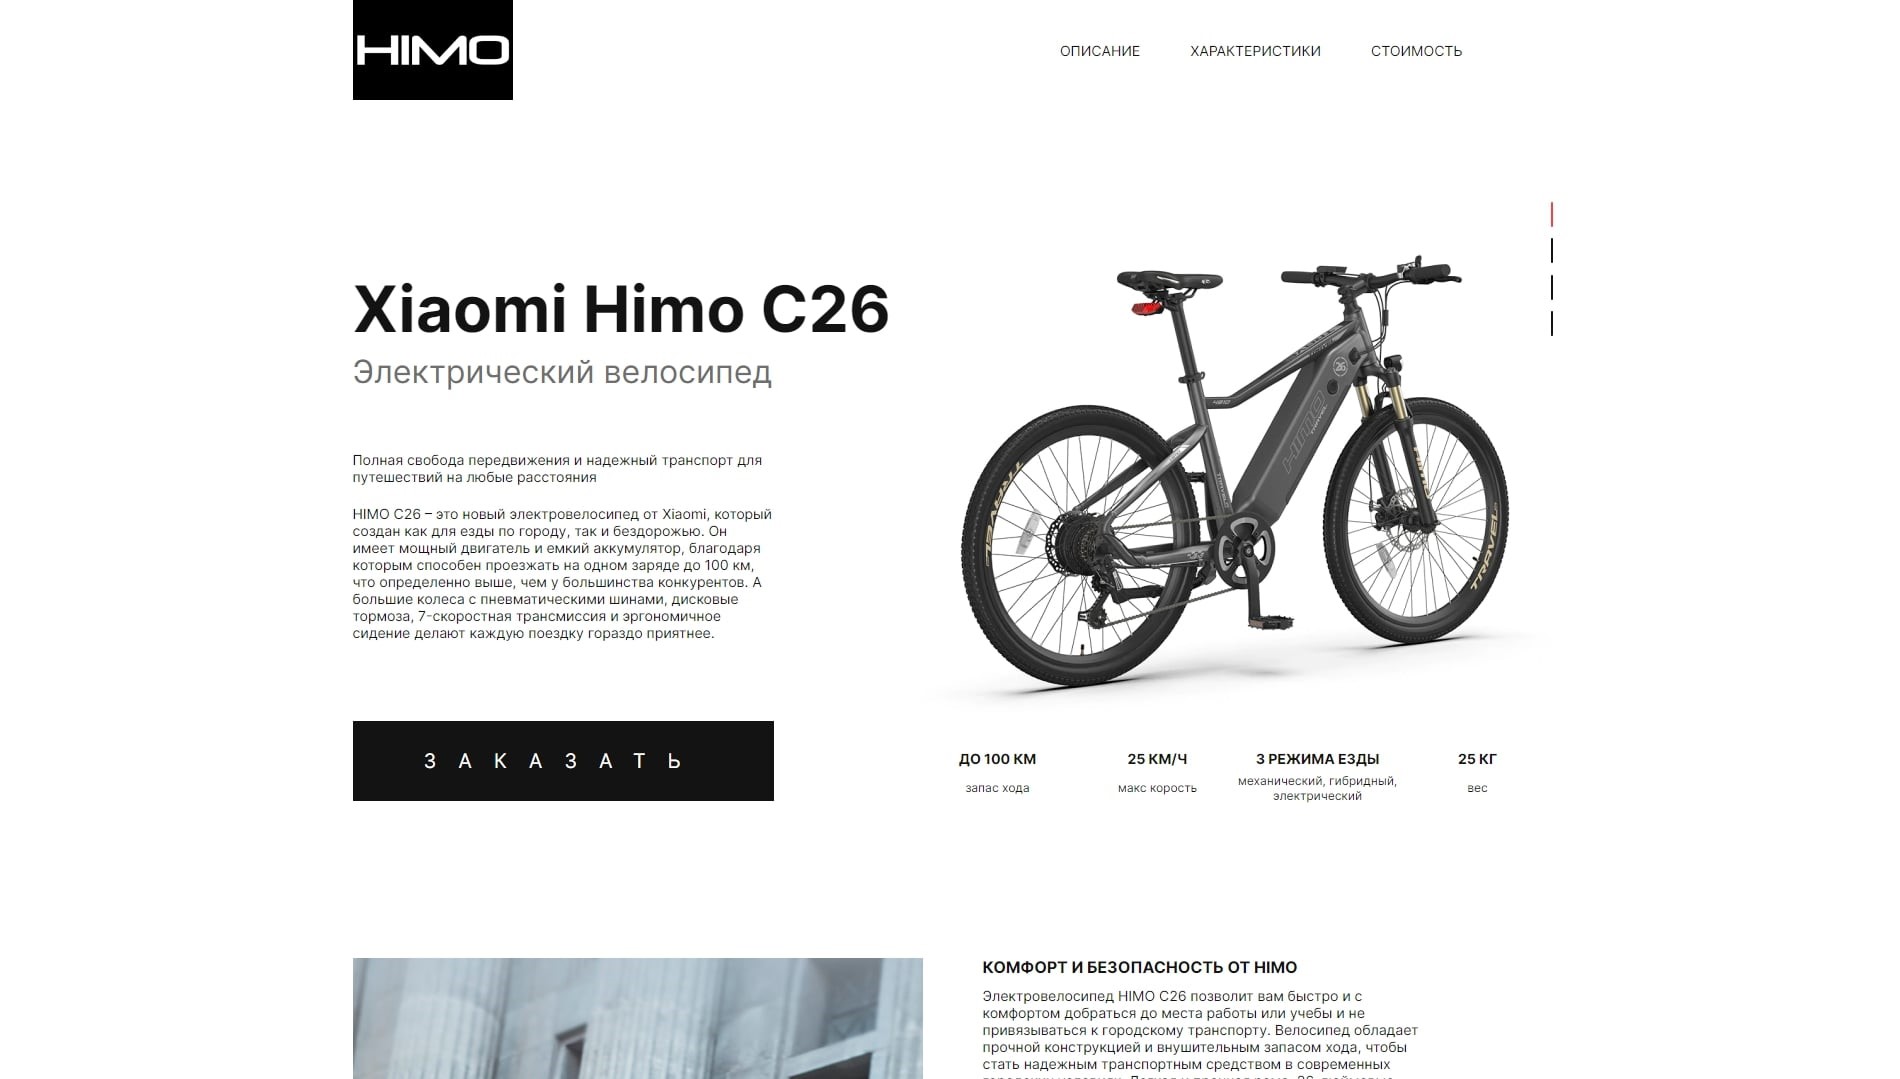 HIMO
ОПИСАНИЕ
ХАРАКТЕРИСТИКИ
СТОИМОСТЬ
Xiaomi Himo C26
Электрический велосипед
Полная свобода передвижения и надежный транспорт для
путешествий на любые расстояния
HIMO C26 – это новый электровелосипед от Xiaomi, который
создан как для езды по городу, так и бездорожью. Он
имеет мощный двигатель и емкий аккумулятор, благодаря
которым способен проезжать на одном заряде до 100 км,
что определенно выше, чем у большинства конкурентов. А
большие колеса с пневматическими шинами, дисковые
тормоза, 7-скоростная трансмиссия и эргономичное
сидение делают каждую поездку гораздо приятнее.
ЗАКАЗАТЬ
26
HIMO
TRAVEL
TRAVEL
TRAVEL
ДО 100 КМ
запас хода
25 КМ/Ч
макс корость
3 РЕЖИМА ЕЗДЫ
механический, гибридный,
электрический
25 КГ
вес
КОМФОРТ И БЕЗОПАСНОСТЬ ОТ HIMO
Электровелосипед HIMO C26 позволит вам быстро и с
комфортом добраться до места работы или учебы и не
привязываться к городскому транспорту. Велосипед обладает
прочной конструкцией и внушительным запасом хода, чтобы
стать надежным транспортным средством в современных